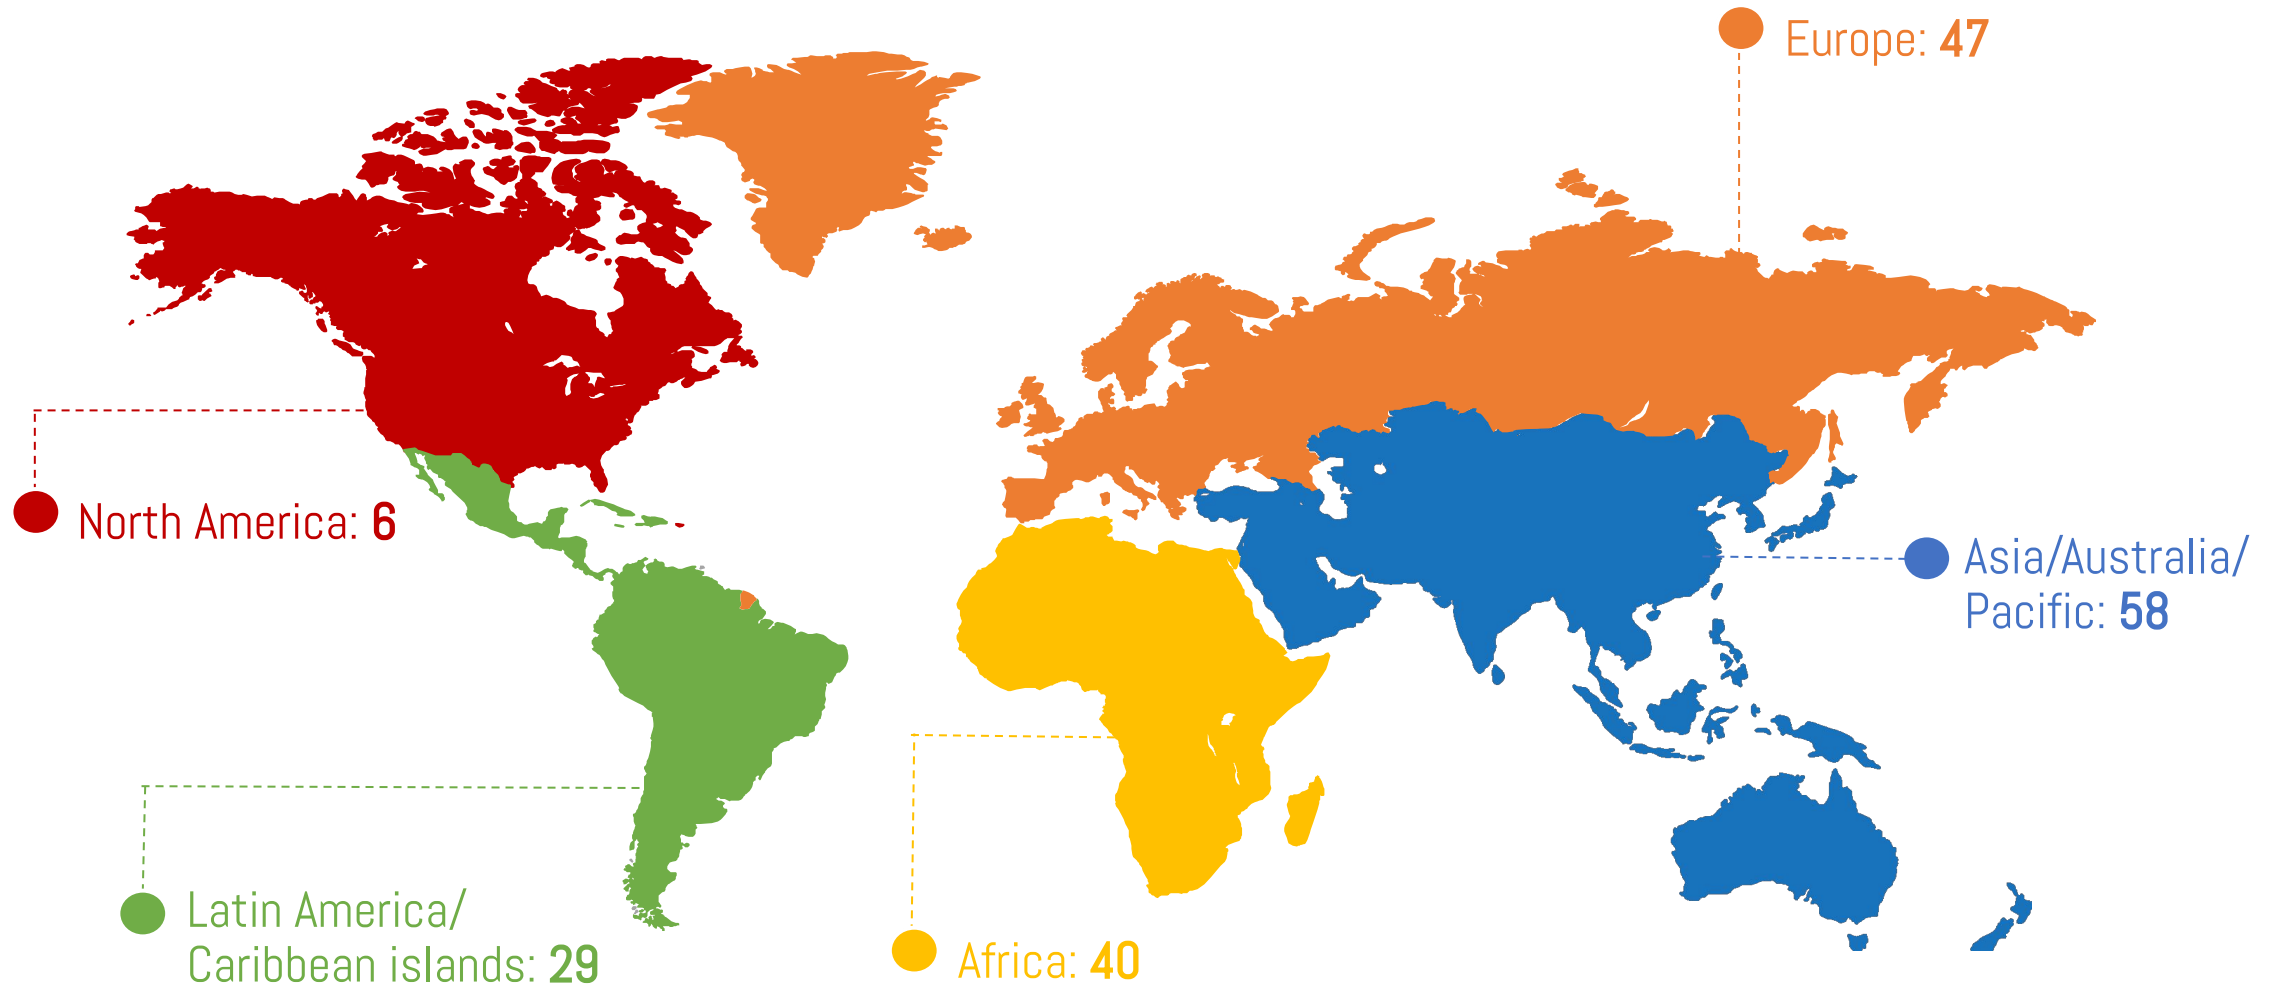 Europe: 47
North America: 6
Asia/Australia/
Pacific: 58
Latin America/
Caribbean islands: 29
Africa: 40